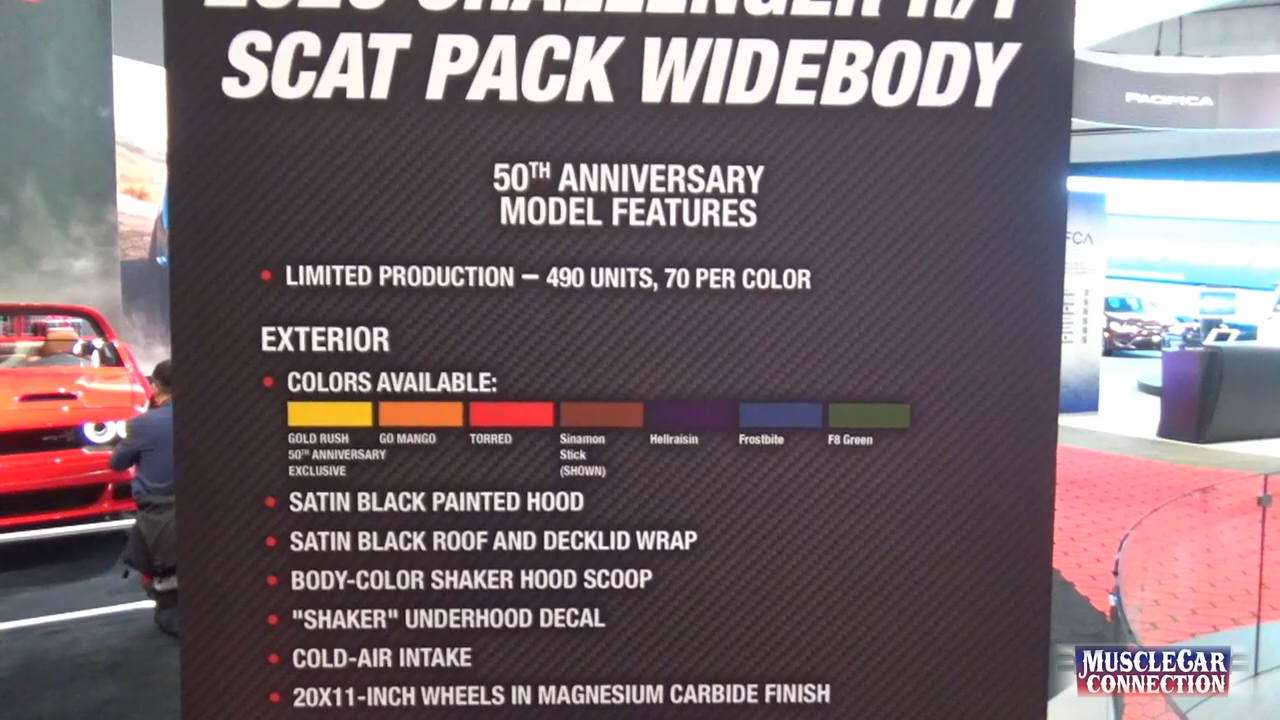 2020 CHALLENGER R/T
SCAT PACK WIDEBODY
50TH ANNIVERSARY
MODEL FEATURES
• LIMITED PRODUCTION – 490 UNITS, 70 PER COLOR
EXTERIOR
• COLORS AVAILABLE:
GOLD RUSH GO MANGO TORRED Sinamon Hellraisin Frostbite F8 Green
50TH ANNIVERSARY Stick
EXCLUSIVE (SHOWN)
• SATIN BLACK PAINTED HOOD
• SATIN BLACK ROOF AND DECKLID WRAP
• BODY-COLOR SHAKER HOOD SCOOP
• "SHAKER" UNDERHOOD DECAL
• COLD-AIR INTAKE
• 20X11-INCH WHEELS IN MAGNESIUM CARBIDE FINISH
PACIFICA
FCA
MUSCLECAR
CONNECTION